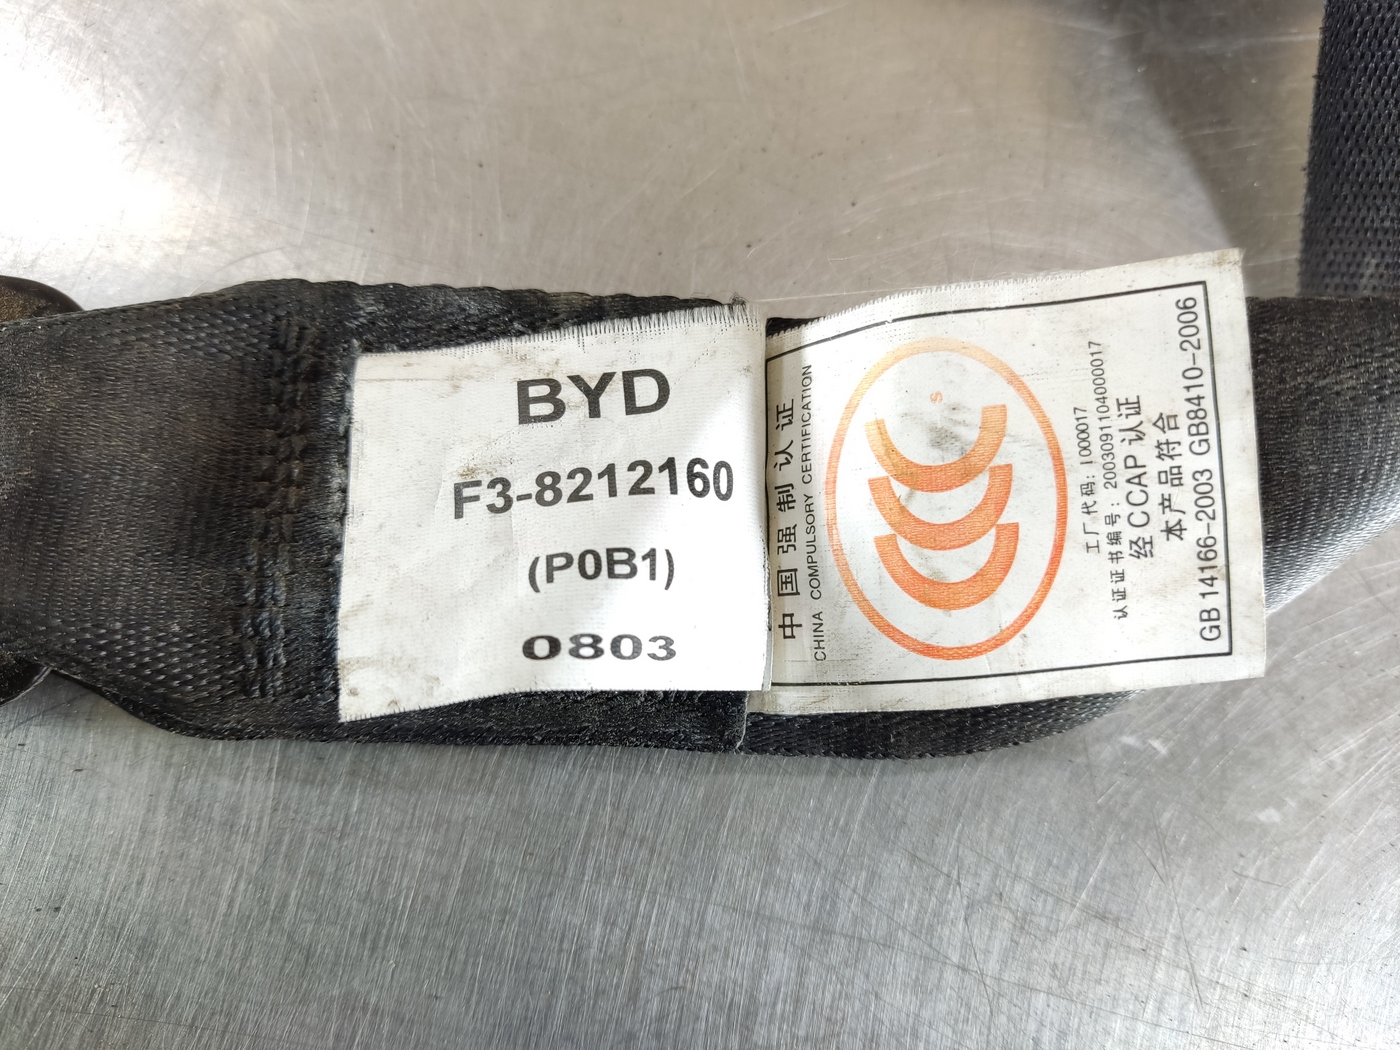 BYD
F3-8212160
(P0B1)
0803
中国强制认证
CHINA COMPULSORY CERTIFICATION
CCC
S
工厂代码: I000017
认证证书编号: 2003091104000017
经CCAP认证
本产品符合
GB 14166-2003 GB8410-2006